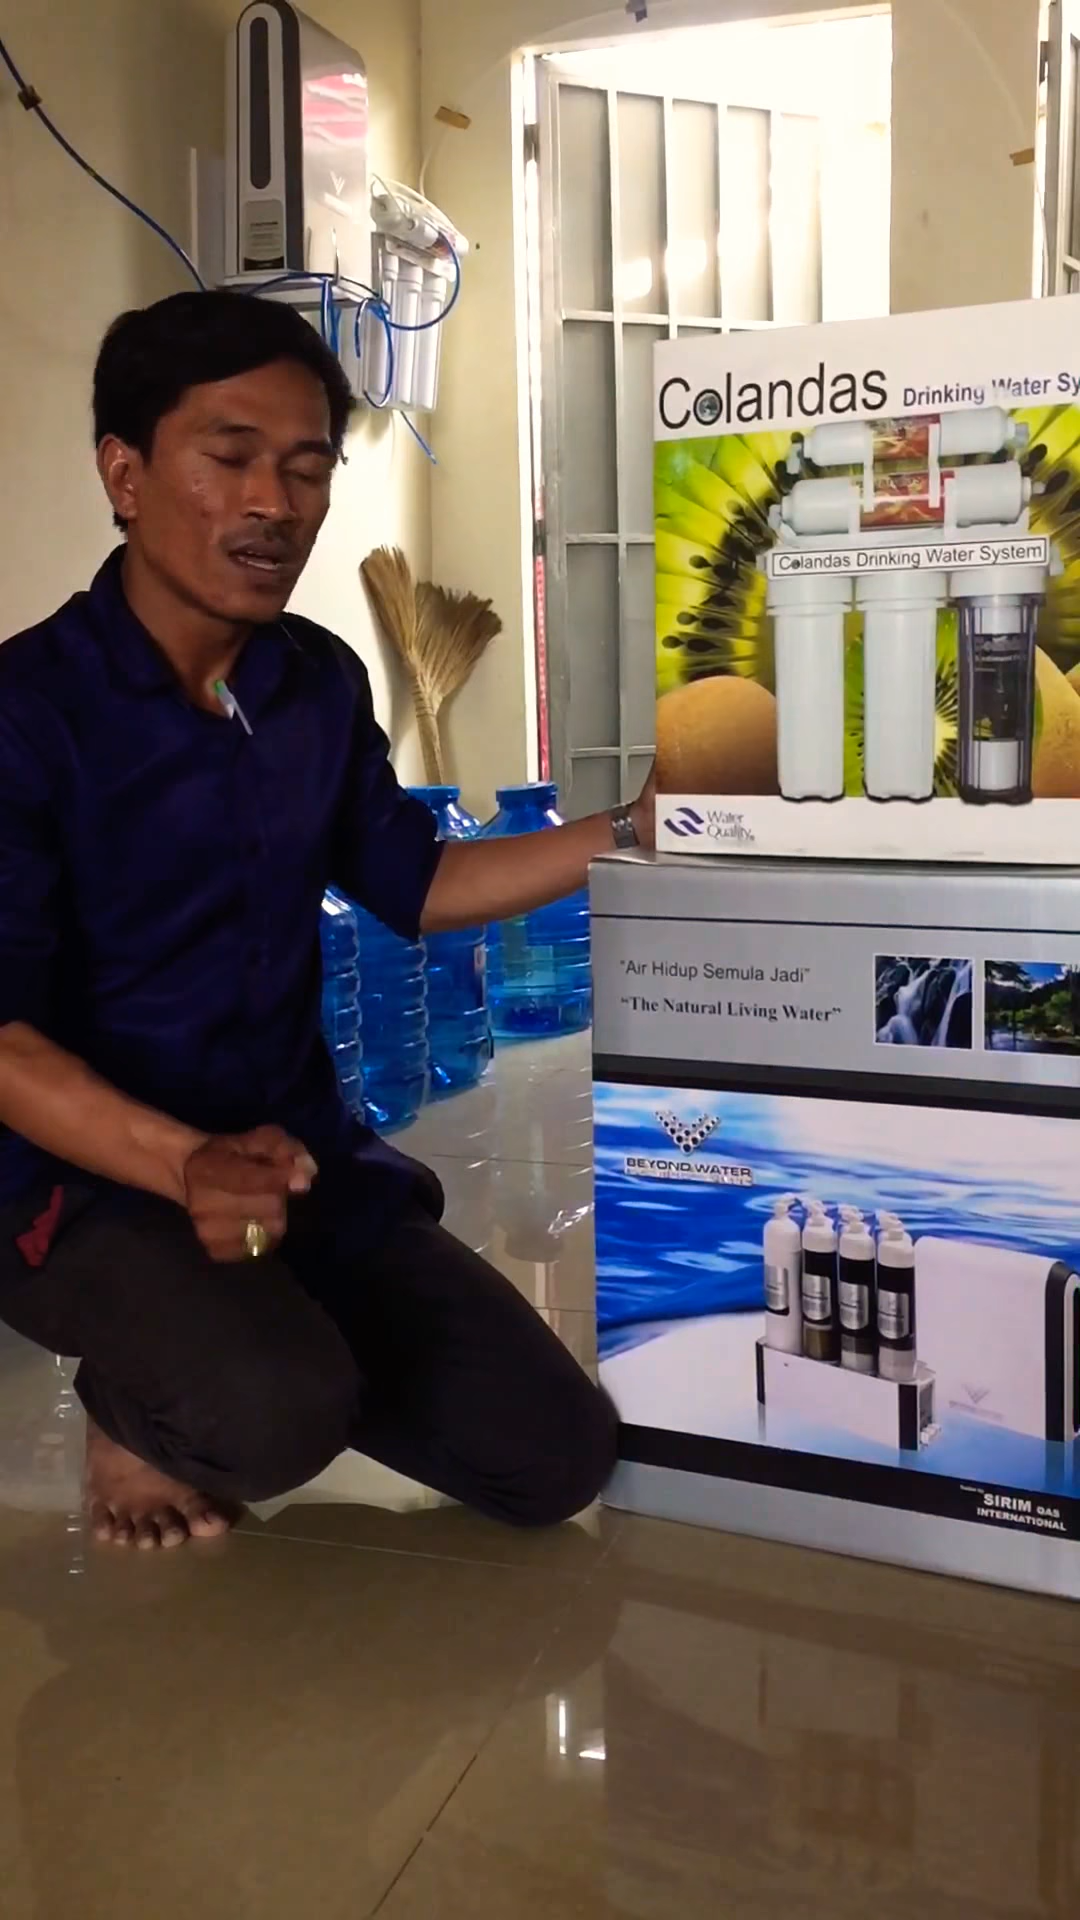 Colandas Drinking Water Sy
Colandas Drinking Water System
Water
Quality
"Air Hidup Semula Jadi"
"The Natural Living Water"
BEYOND WATER
SIRIM QAS
INTERNATIONAL